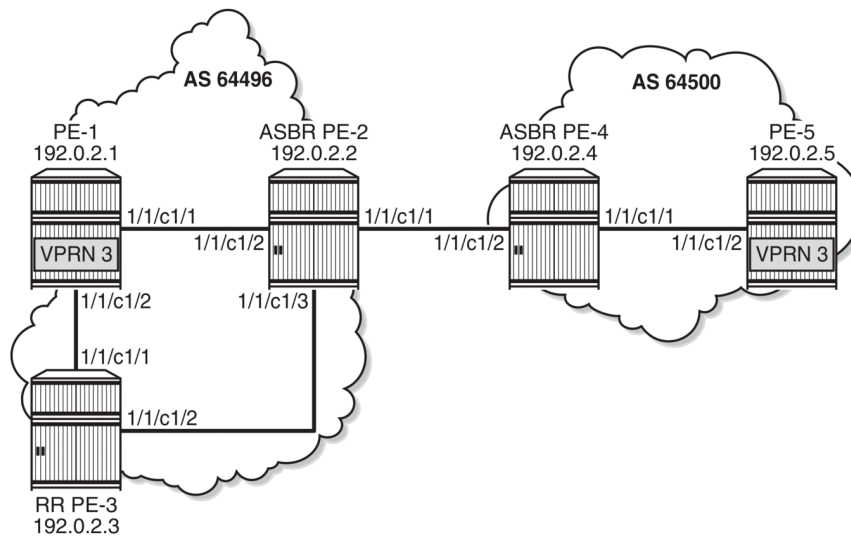 AS 64496
AS 64500
PE-1
192.0.2.1
ASBR PE-2
192.0.2.2
ASBR PE-4
192.0.2.4
PE-5
192.0.2.5
1/1/c1/1
1/1/c1/2
1/1/c1/1
1/1/c1/2
1/1/c1/1
1/1/c1/2
VPRN 3
VPRN 3
1/1/c1/2
1/1/c1/3
1/1/c1/1
1/1/c1/2
RR PE-3
192.0.2.3